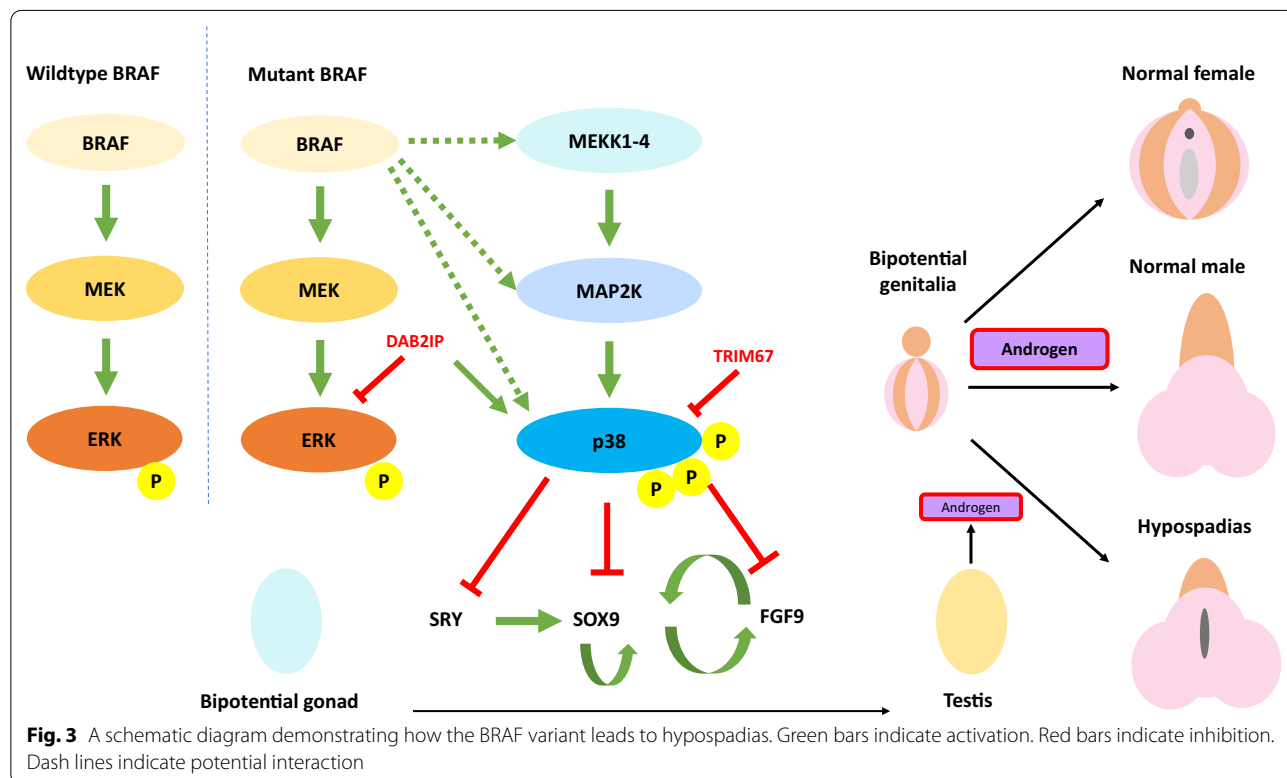 Wildtype BRAF
BRAF
MEK
ERK
P
Mutant BRAF
BRAF
MEK
DAB2IP
ERK
P
MEKK1-4
MAP2K
TRIM67
p38
P
P
P
SRY
SOX9
FGF9
Bipotential gonad
Testis
Androgen
Bipotential
genitalia
Androgen
Normal female
Normal male
Hypospadias
Fig. 3 A schematic diagram demonstrating how the BRAF variant leads to hypospadias. Green bars indicate activation. Red bars indicate inhibition.
Dash lines indicate potential interaction